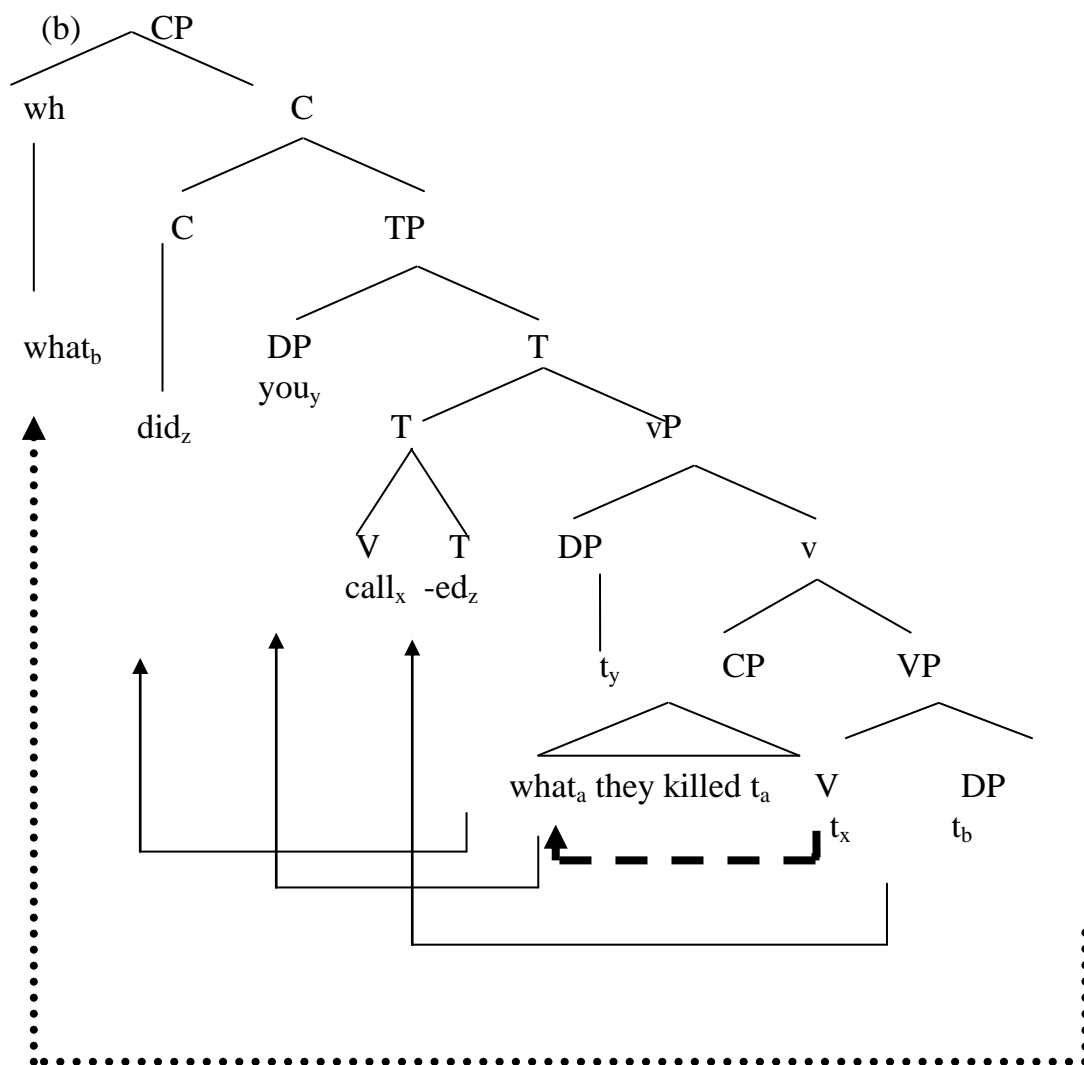 (b) CP
wh C
C TP
what_b DP T
you_y
did_z T vP
V T DP v
call_x -ed_z
t_y CP VP
what_a they killed t_a V DP
t_x t_b